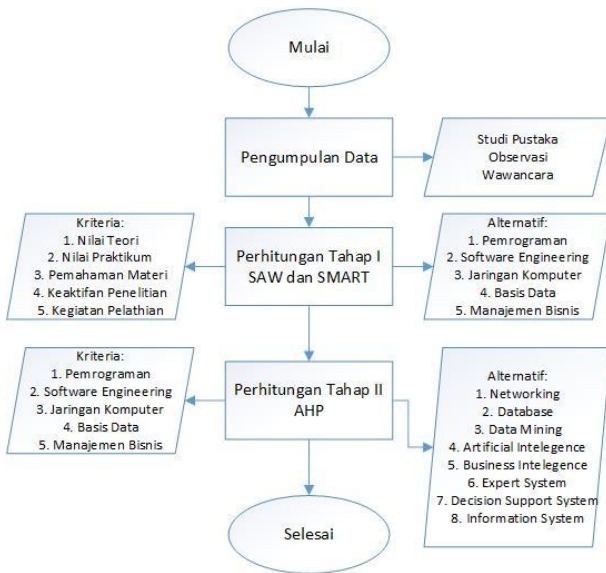 Mulai
Pengumpulan Data
Studi Pustaka
Observasi
Wawancara
Kriteria:
1. Nilai Teori
2. Nilai Praktikum
3. Pemahaman Materi
4. Keaktifan Penelitian
5. Kegiatan Pelathian
Perhitungan Tahap I
SAW dan SMART
Alternatif:
1. Pemrograman
2. Software Engineering
3. Jaringan Komputer
4. Basis Data
5. Manajemen Bisnis
Kriteria:
1. Pemrograman
2. Software Engineering
3. Jaringan Komputer
4. Basis Data
5. Manajemen Bisnis
Perhitungan Tahap II
AHP
Alternatif:
1. Networking
2. Database
3. Data Mining
4. Artificial Intelegence
5. Business Intelegence
6. Expert System
7. Decision Support System
8. Information System
Selesai